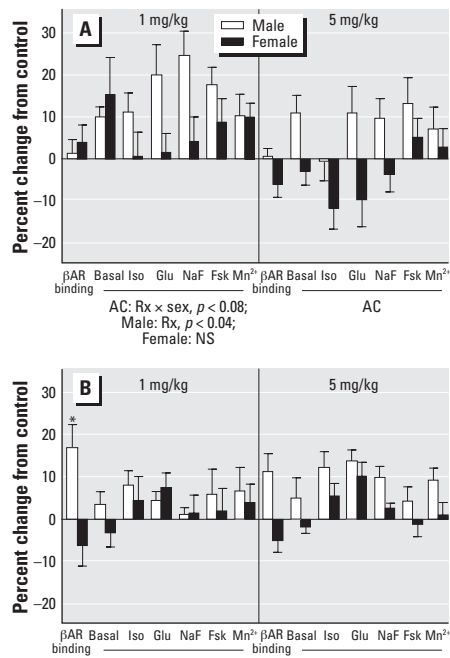 A
1 mg/kg
5 mg/kg
Male
Female
Percent change from control
30
20
10
0
–10
–20
βAR binding
Basal Iso Glu NaF Fsk Mn²⁺
βAR binding
Basal Iso Glu NaF Fsk Mn²⁺
AC: Rx × sex, p < 0.08;
Male: Rx, p < 0.04;
Female: NS
AC
B
1 mg/kg
5 mg/kg
Percent change from control
30
20
10
0
–10
–20
*
βAR binding
Basal Iso Glu NaF Fsk Mn²⁺
βAR binding
Basal Iso Glu NaF Fsk Mn²⁺